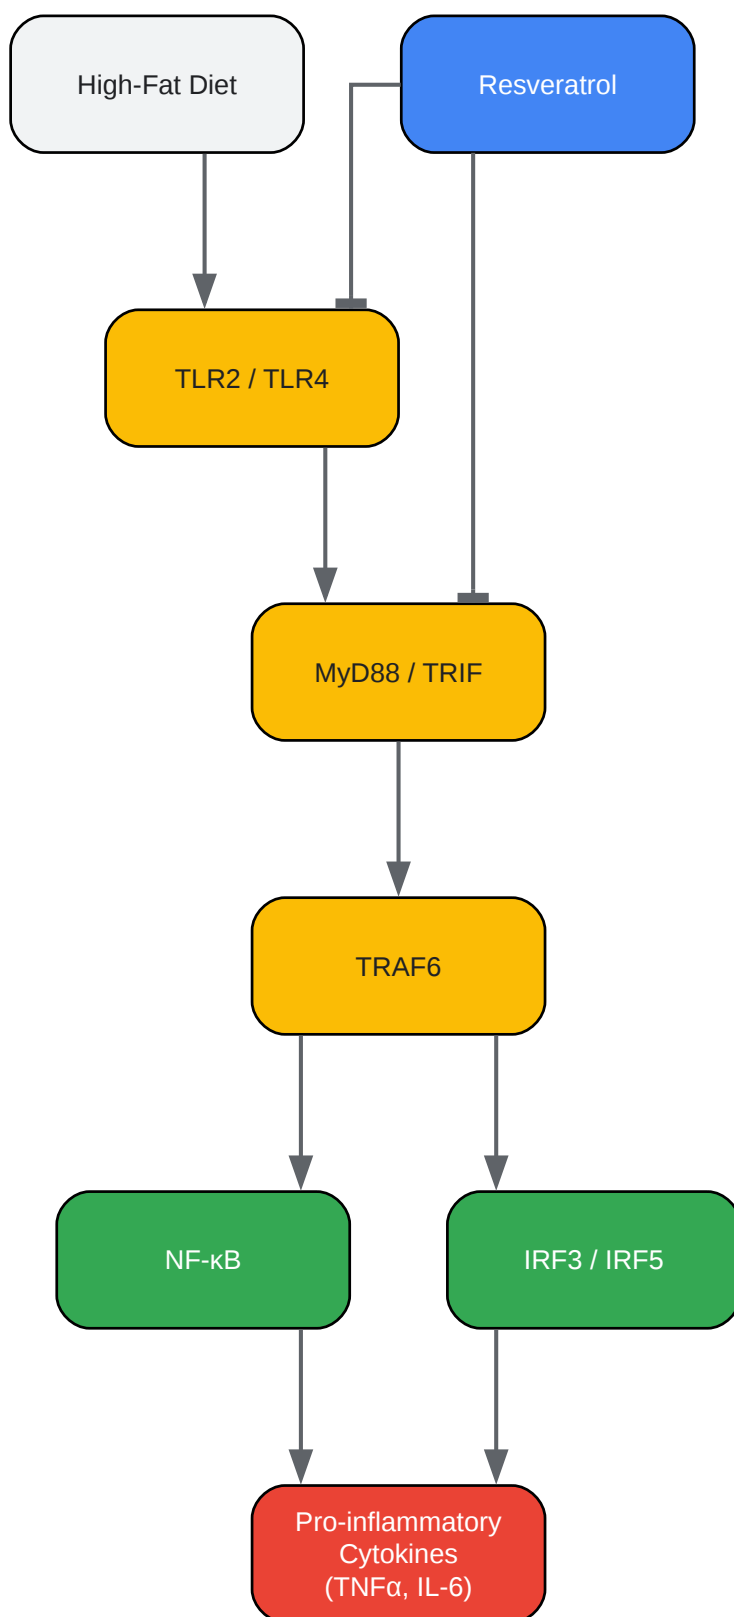 High-Fat Diet
Resveratrol
TLR2 / TLR4
MyD88 / TRIF
TRAF6
NF-κB
IRF3 / IRF5
Pro-inflammatory
Cytokines
(TNFα, IL-6)